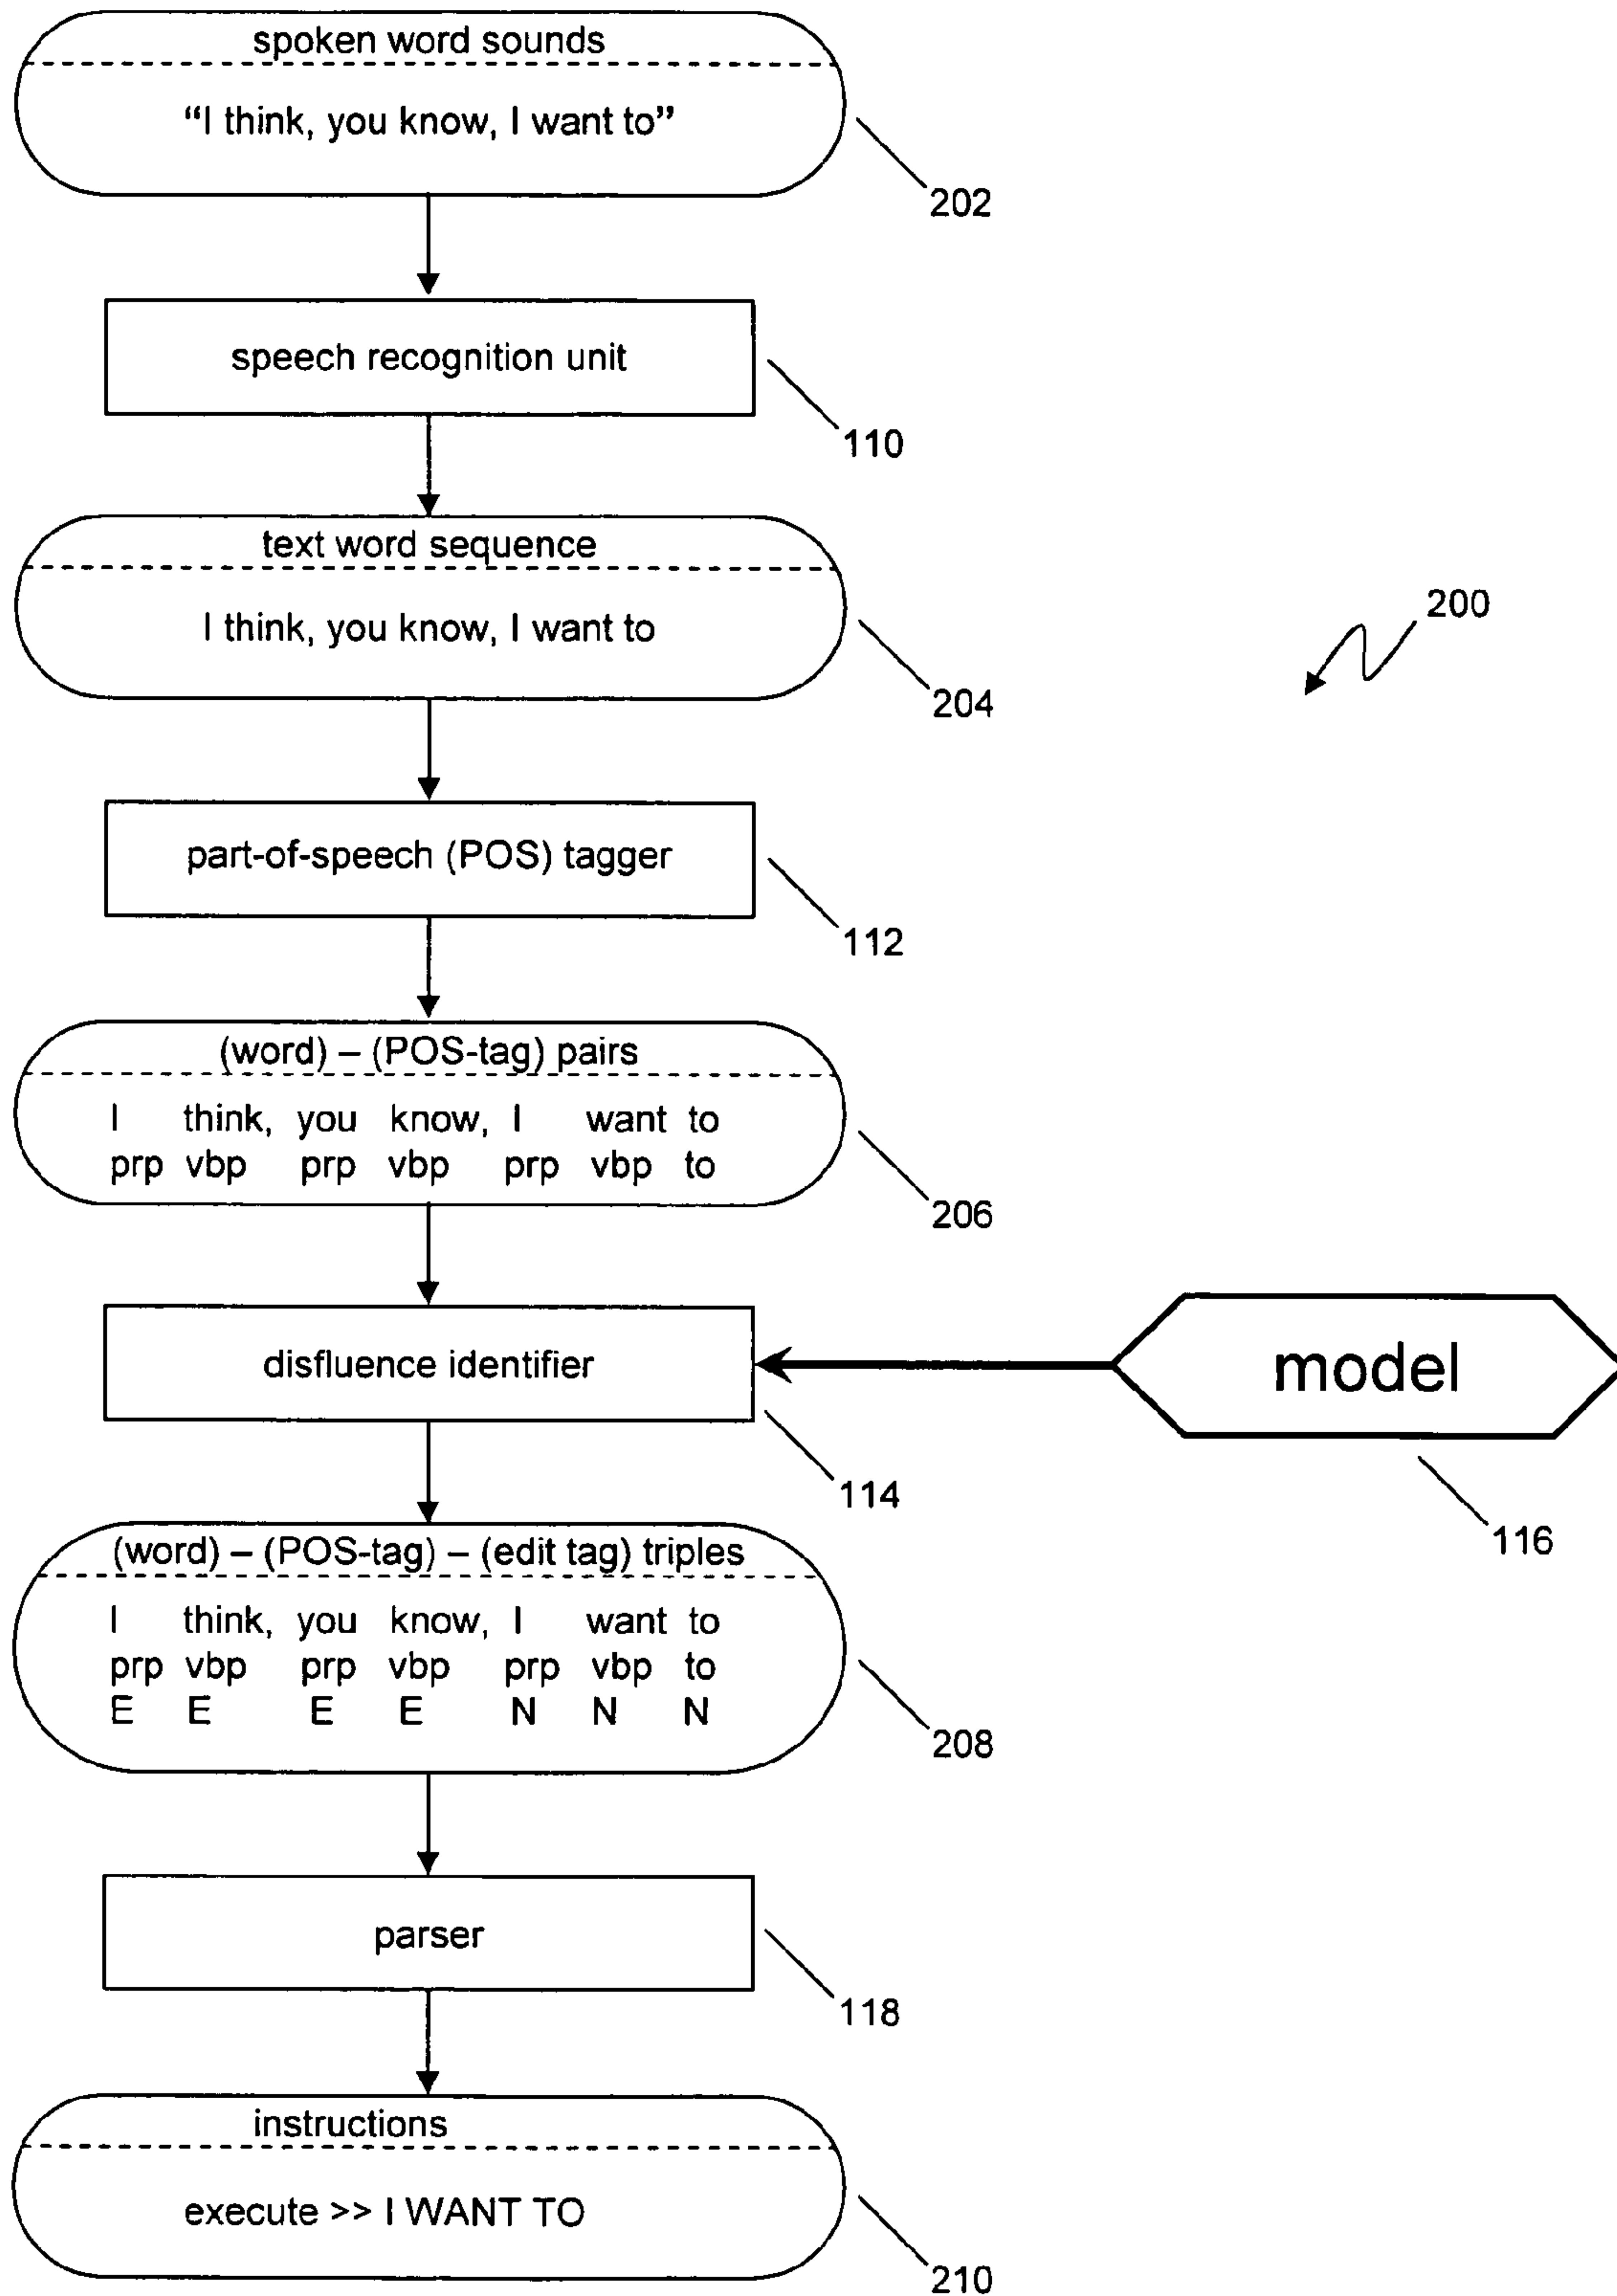 spoken word sounds
“I think, you know, I want to”
202
speech recognition unit
110
text word sequence
I think, you know, I want to
200
204
part-of-speech (POS) tagger
112
(word) – (POS-tag) pairs
I think, you know, I want to
prp vbp prp vbp prp vbp to
206
disfluence identifier
model
114
116
(word) – (POS-tag) – (edit tag) triples
I think, you know, I want to
prp vbp prp vbp prp vbp to
E E E E N N N
208
parser
118
instructions
execute >> I WANT TO
210